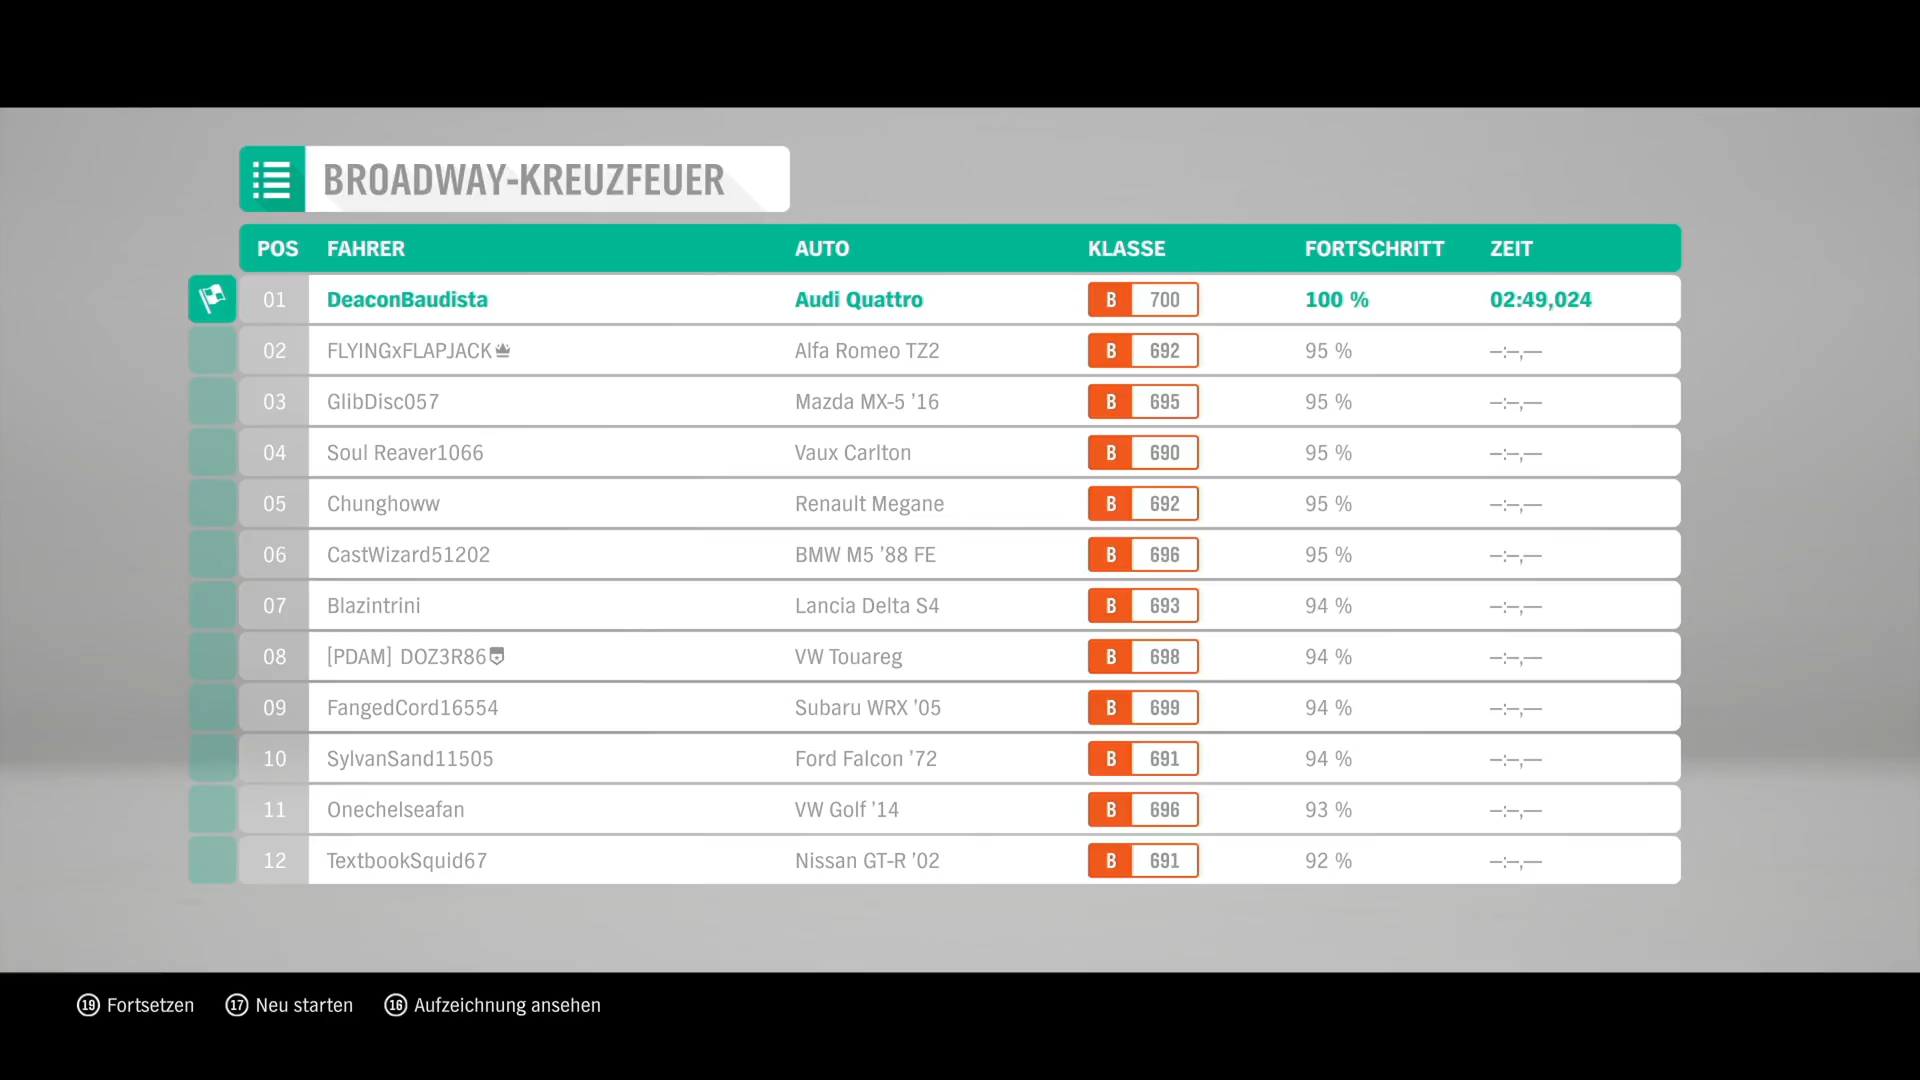 BROADWAY-KREUZFEUER
POS FAHRER AUTO KLASSE FORTSCHRITT ZEIT
01 DeaconBaudista Audi Quattro B 700 100 % 02:49,024
02 FLYINGxFLAPJACK Alfa Romeo TZ2 B 692 95 % –:–,––
03 GlibDisc057 Mazda MX-5 ’16 B 695 95 % –:–,––
04 Soul Reaver1066 Vaux Carlton B 690 95 % –:–,––
05 Chunghoww Renault Megane B 692 95 % –:–,––
06 CastWizard51202 BMW M5 ’88 FE B 696 95 % –:–,––
07 Blazintrini Lancia Delta S4 B 693 94 % –:–,––
08 [PDAM] DOZ3R86 VW Touareg B 698 94 % –:–,––
09 FangedCord16554 Subaru WRX ’05 B 699 94 % –:–,––
10 SylvanSand11505 Ford Falcon ’72 B 691 94 % –:–,––
11 Onechelseafan VW Golf ’14 B 696 93 % –:–,––
12 TextbookSquid67 Nissan GT-R ’02 B 691 92 % –:–,––
19 Fortsetzen 17 Neu starten 16 Aufzeichnung ansehen